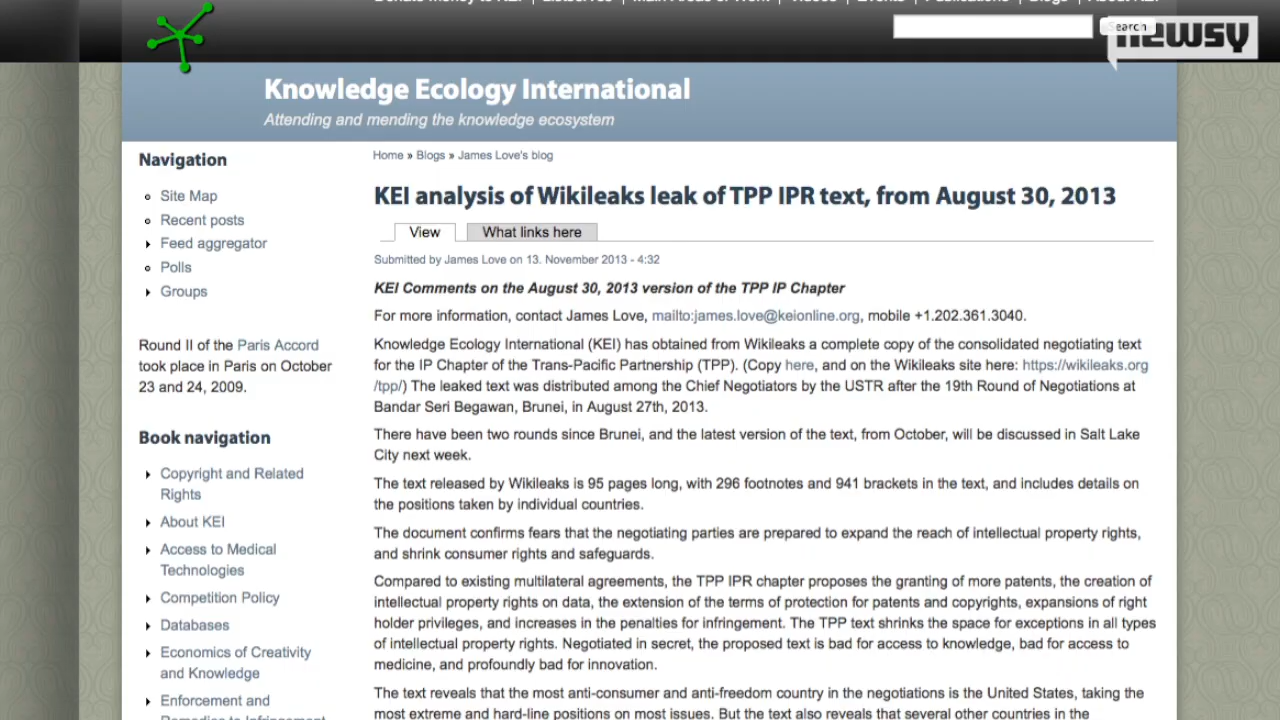 Search
newsy
Knowledge Ecology International
Attending and mending the knowledge ecosystem
Navigation
Site Map
Recent posts
Feed aggregator
Polls
Groups
Round II of the Paris Accord
took place in Paris on October
23 and 24, 2009.
Book navigation
Copyright and Related
Rights
About KEI
Access to Medical
Technologies
Competition Policy
Databases
Economics of Creativity
and Knowledge
Enforcement and
Home » Blogs » James Love's blog
KEI analysis of Wikileaks leak of TPP IPR text, from August 30, 2013
View What links here
Submitted by James Love on 13. November 2013 - 4:32
KEI Comments on the August 30, 2013 version of the TPP IP Chapter
For more information, contact James Love, mailto:james.love@keionline.org, mobile +1.202.361.3040.
Knowledge Ecology International (KEI) has obtained from Wikileaks a complete copy of the consolidated negotiating text
for the IP Chapter of the Trans-Pacific Partnership (TPP). (Copy here, and on the Wikileaks site here: https://wikileaks.org
/tpp/) The leaked text was distributed among the Chief Negotiators by the USTR after the 19th Round of Negotiations at
Bandar Seri Begawan, Brunei, in August 27th, 2013.
There have been two rounds since Brunei, and the latest version of the text, from October, will be discussed in Salt Lake
City next week.
The text released by Wikileaks is 95 pages long, with 296 footnotes and 941 brackets in the text, and includes details on
the positions taken by individual countries.
The document confirms fears that the negotiating parties are prepared to expand the reach of intellectual property rights,
and shrink consumer rights and safeguards.
Compared to existing multilateral agreements, the TPP IPR chapter proposes the granting of more patents, the creation of
intellectual property rights on data, the extension of the terms of protection for patents and copyrights, expansions of right
holder privileges, and increases in the penalties for infringement. The TPP text shrinks the space for exceptions in all types
of intellectual property rights. Negotiated in secret, the proposed text is bad for access to knowledge, bad for access to
medicine, and profoundly bad for innovation.
The text reveals that the most anti-consumer and anti-freedom country in the negotiations is the United States, taking the
most extreme and hard-line positions on most issues. But the text also reveals that several other countries in the